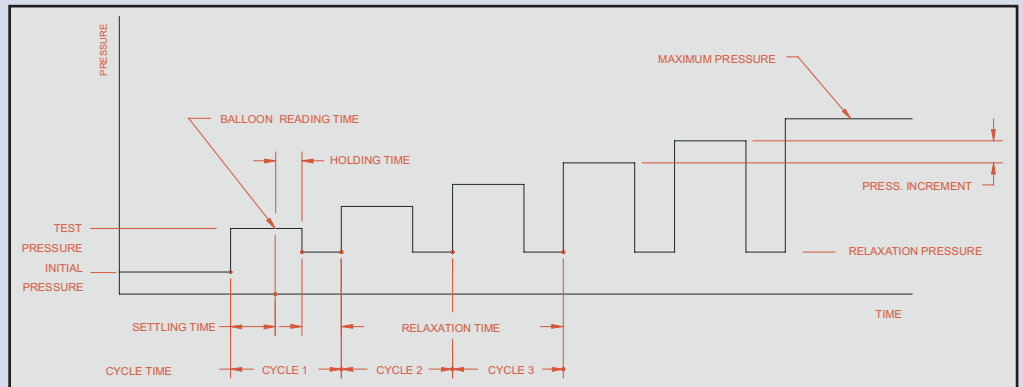 PRESSURE
MAXIMUM PRESSURE
BALLOON READING TIME
HOLDING TIME
PRESS. INCREMENT
TEST
PRESSURE
RELAXATION PRESSURE
INITIAL
PRESSURE
TIME
SETTLING TIME
RELAXATION TIME
CYCLE TIME
CYCLE 1
CYCLE 2
CYCLE 3